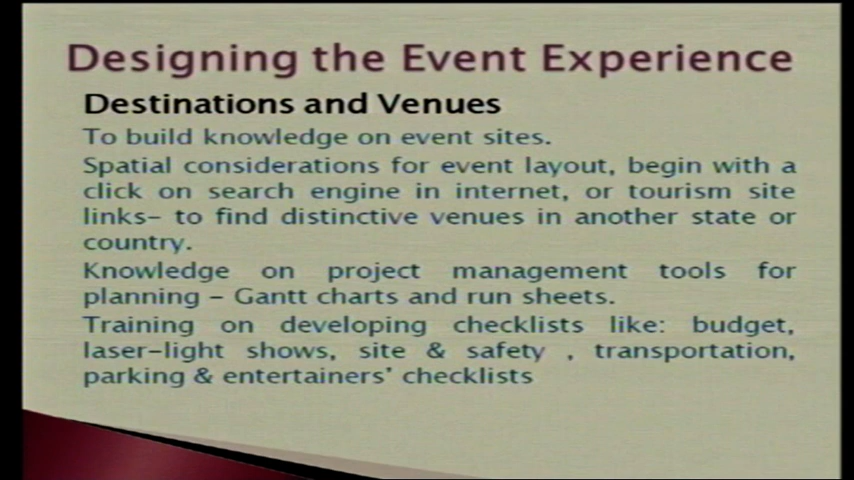 Designing the Event Experience
Destinations and Venues
To build knowledge on event sites.
Spatial considerations for event layout, begin with a
click on search engine in internet, or tourism site
links– to find distinctive venues in another state or
country.
Knowledge on project management tools for
planning – Gantt charts and run sheets.
Training on developing checklists like: budget,
laser–light shows, site & safety , transportation,
parking & entertainers' checklists